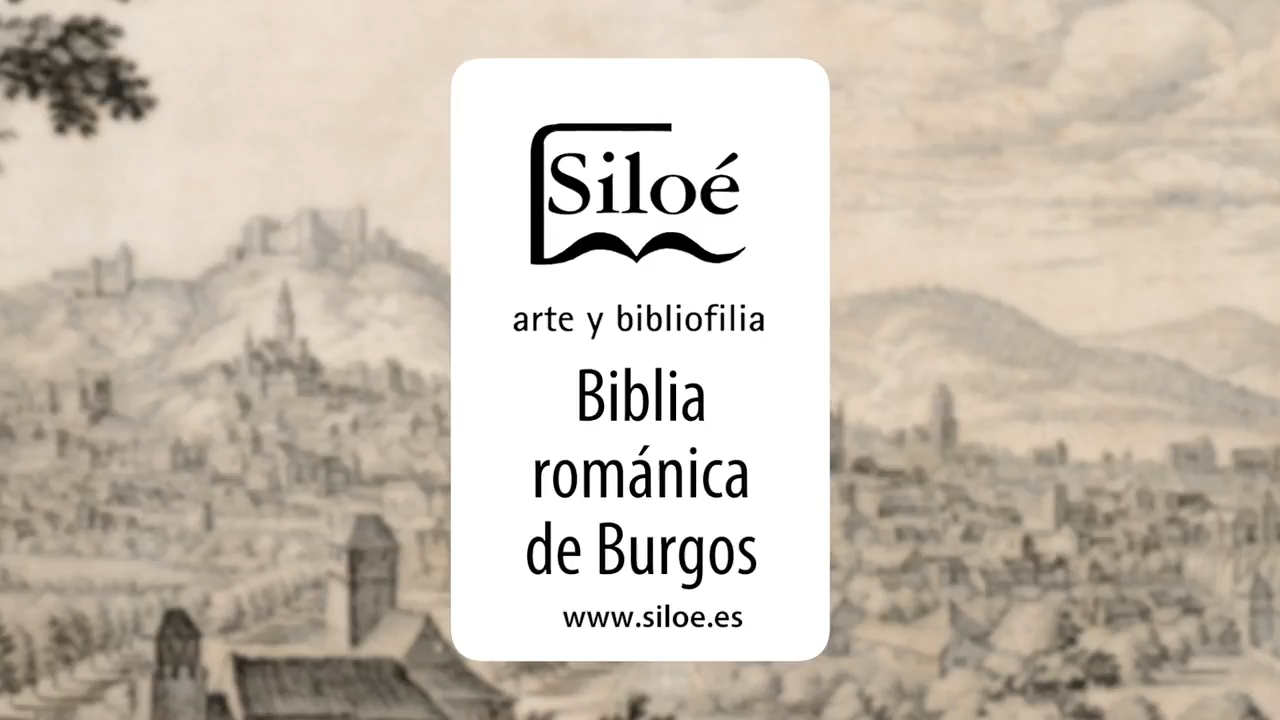 Siloé
arte y bibliofilia
Biblia
románica
de Burgos
www.siloe.es